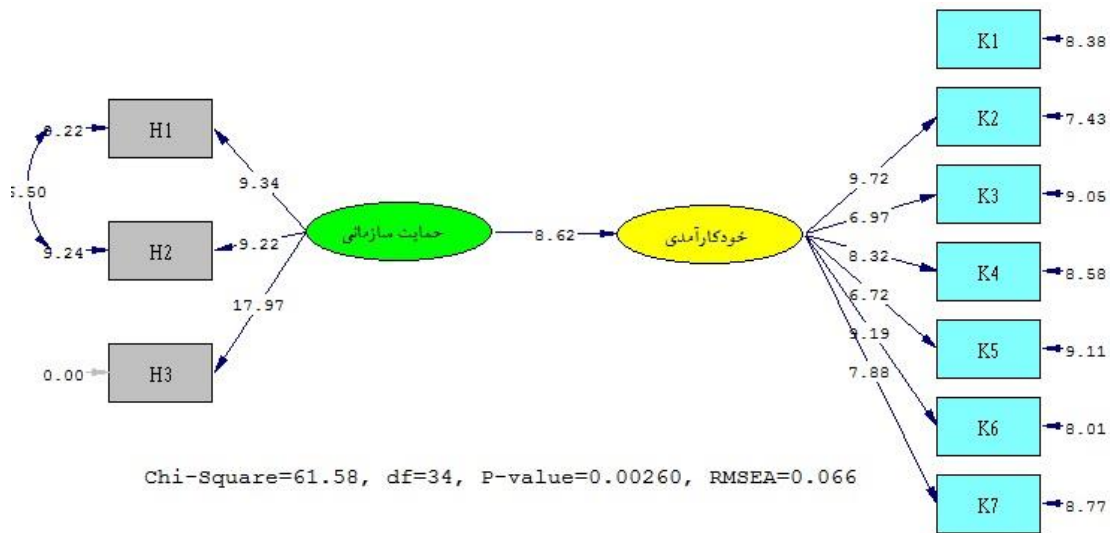 K1
8.38
H1
9.22
K2
7.43
9.34
9.72
K3
9.05
6.97
حمایت سازمانی
8.62
خودکارآمدی
9.22
8.32
H2
9.24
K4
8.58
6.72
17.97
9.19
K5
9.11
7.88
0.00
H3
K6
8.01
Chi-Square=61.58, df=34, P-value=0.00260, RMSEA=0.066
K7
8.77